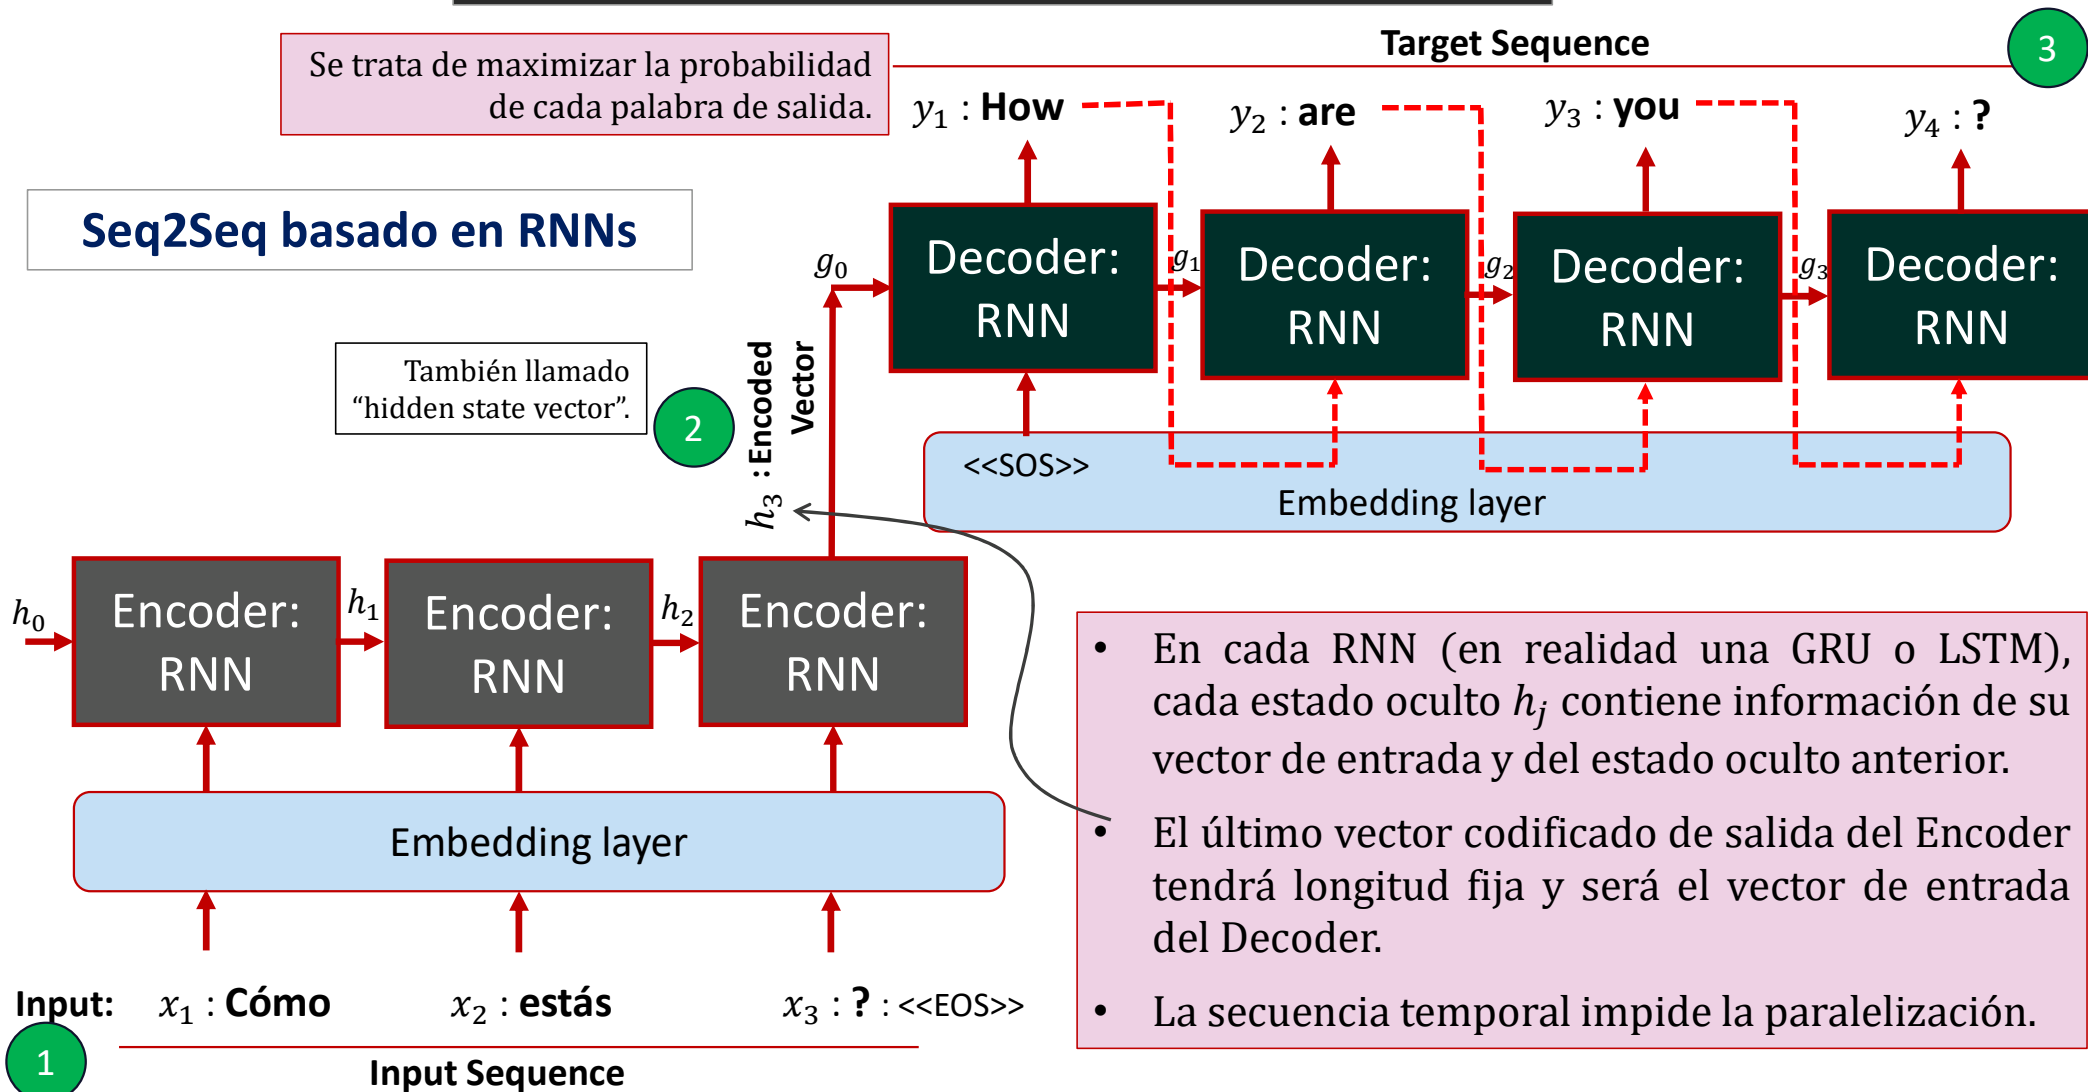 Target Sequence
3
Se trata de maximizar la probabilidad
de cada palabra de salida.
y₁ : How
y₂ : are
y₃ : you
y₄ : ?
Seq2Seq basado en RNNs
g₀
Decoder:
RNN
g₁
Decoder:
RNN
g₂
Decoder:
RNN
g₃
Decoder:
RNN
También llamado
“hidden state vector”.
2
h₃ : Encoded
Vector
<<SOS>>
Embedding layer
h₀
Encoder:
RNN
h₁
Encoder:
RNN
h₂
Encoder:
RNN
Embedding layer
Input:
x₁ : Cómo
x₂ : estás
x₃ : ? : <<EOS>>
1
Input Sequence
• En cada RNN (en realidad una GRU o LSTM),
cada estado oculto hⱼ contiene información de su
vector de entrada y del estado oculto anterior.
• El último vector codificado de salida del Encoder
tendrá longitud fija y será el vector de entrada
del Decoder.
• La secuencia temporal impide la paralelización.